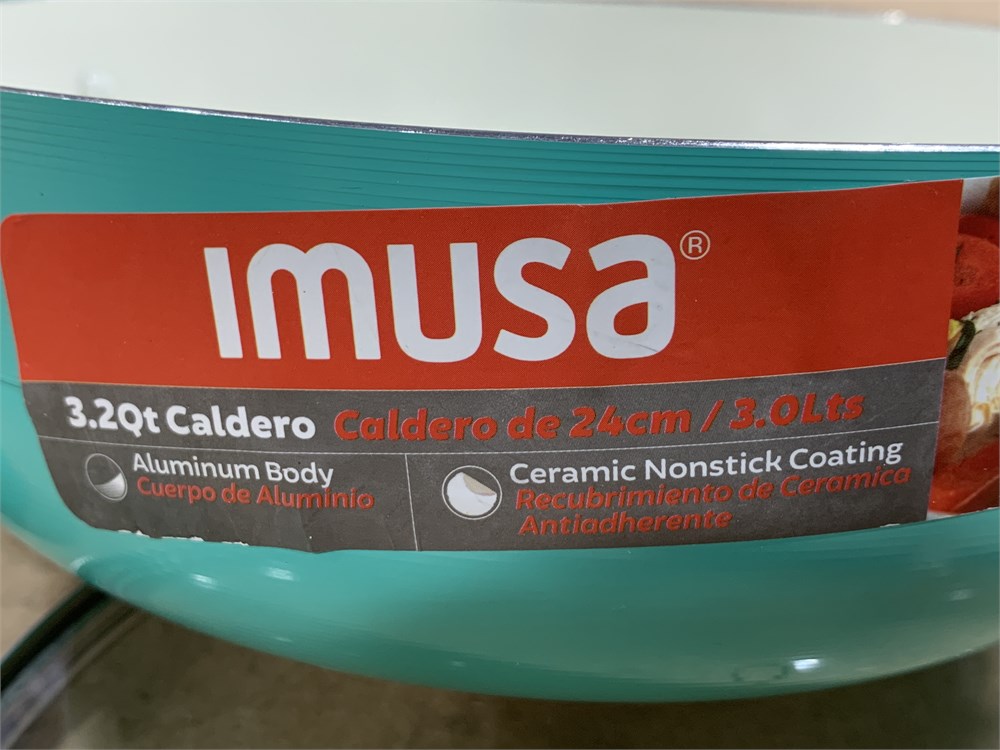 IMUSA®
3.2Qt Caldero Caldero de 24cm / 3.0Lts
Aluminum Body
Cuerpo de Aluminio
Ceramic Nonstick Coating
Recubrimiento de Ceramica
Antiadherente